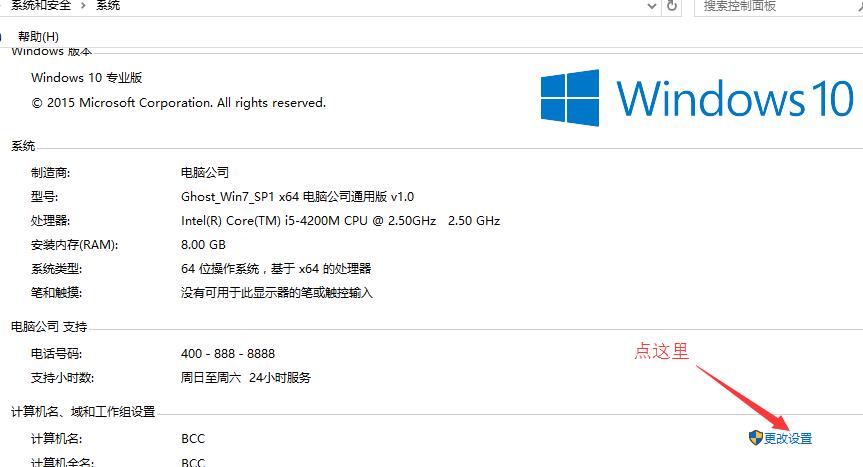 系统和安全 > 系统
搜索控制面板
帮助(H)
Windows 版本
Windows 10 专业版
© 2015 Microsoft Corporation. All rights reserved.
Windows 10
系统
制造商: 电脑公司
型号: Ghost_Win7_SP1 x64 电脑公司通用版 v1.0
处理器: Intel(R) Core(TM) i5-4200M CPU @ 2.50GHz 2.50 GHz
安装内存(RAM): 8.00 GB
系统类型: 64 位操作系统，基于 x64 的处理器
笔和触摸: 没有可用于此显示器的笔或触控输入
电脑公司 支持
电话号码: 400 - 888 - 8888
支持小时数: 周日至周六 24小时服务
点这里
计算机名、域和工作组设置
计算机名: BCC
更改设置
计算机全名: BCC